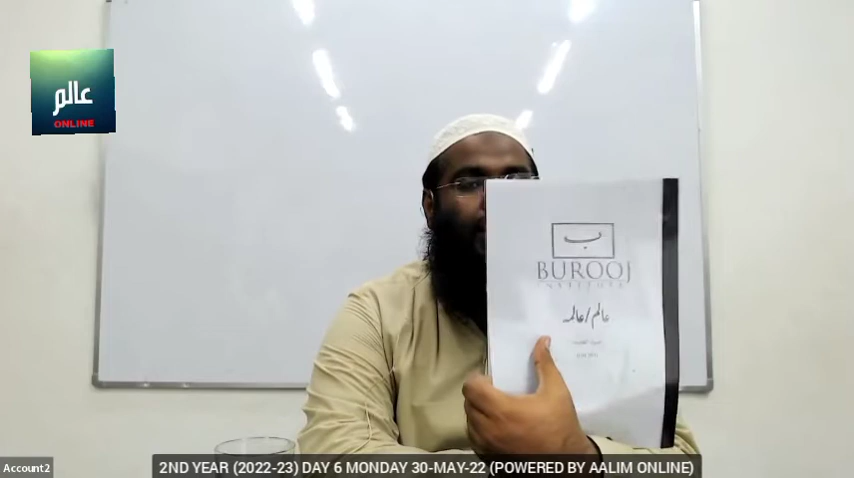 عالم
ONLINE
ب
BUROOJ
INSTITUTE
عالم/عالمہ
Account2
2ND YEAR (2022-23) DAY 6 MONDAY 30-MAY-22 (POWERED BY AALIM ONLINE)